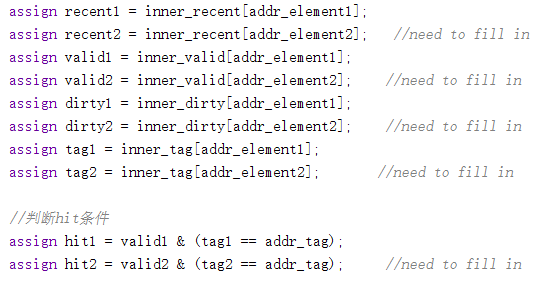 assign recent1 = inner_recent[addr_element1];
assign recent2 = inner_recent[addr_element2];   //need to fill in
assign valid1 = inner_valid[addr_element1];
assign valid2 = inner_valid[addr_element2];    //need to fill in
assign dirty1 = inner_dirty[addr_element1];
assign dirty2 = inner_dirty[addr_element2];    //need to fill in
assign tag1 = inner_tag[addr_element1];
assign tag2 = inner_tag[addr_element2];       //need to fill in
//判断hit条件
assign hit1 = valid1 & (tag1 == addr_tag);
assign hit2 = valid2 & (tag2 == addr_tag);     //need to fill in